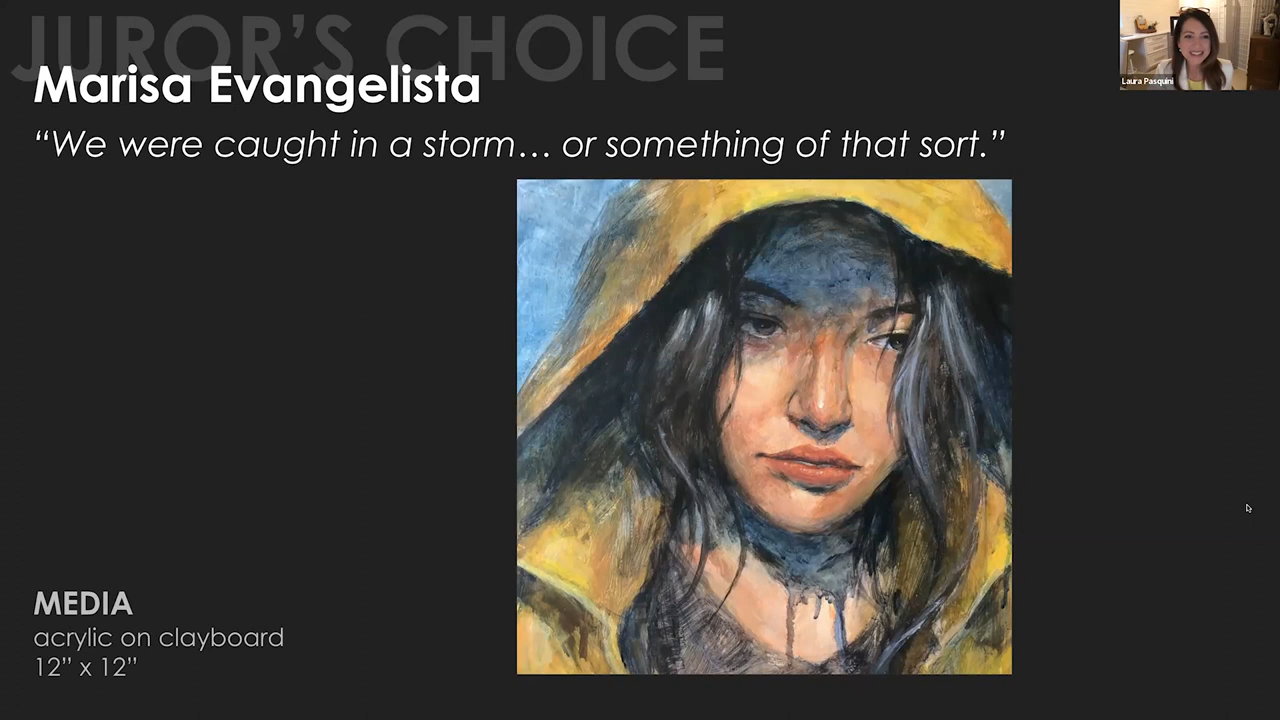 JUROR’S CHOICE
Marisa Evangelista
“We were caught in a storm… or something of that sort.”
Laura Pasquini
MEDIA
acrylic on clayboard
12” x 12”